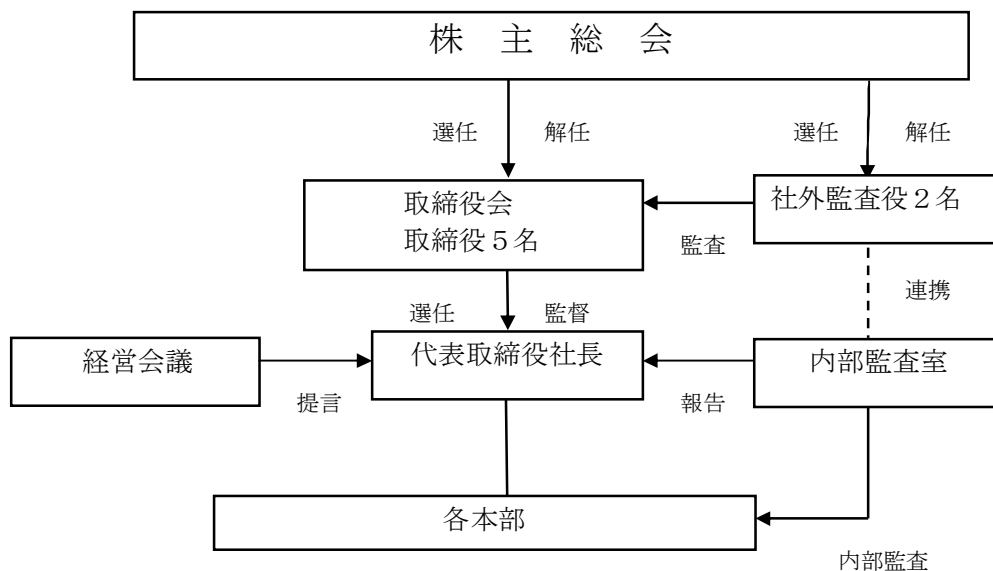 株 主 総 会
選任
解任
選任
解任
取締役会
取締役５名
社外監査役２名
監査
選任
監督
連携
経営会議
代表取締役社長
内部監査室
提言
報告
各本部
内部監査